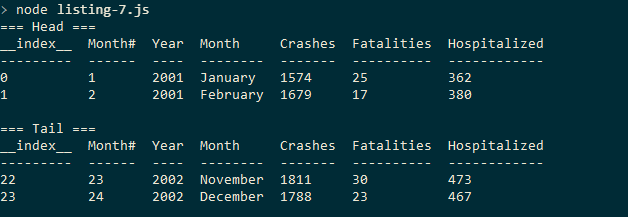 > node listing-7.js
=== Head ===
__index__  Month#  Year  Month     Crashes  Fatalities  Hospitalized
---------  ------  ----  --------  -------  ----------  ------------
0          1       2001  January   1574     25          362
1          2       2001  February  1679     17          380

=== Tail ===
__index__  Month#  Year  Month     Crashes  Fatalities  Hospitalized
---------  ------  ----  --------  -------  ----------  ------------
22         23      2002  November  1811     30          473
23         24      2002  December  1788     23          467